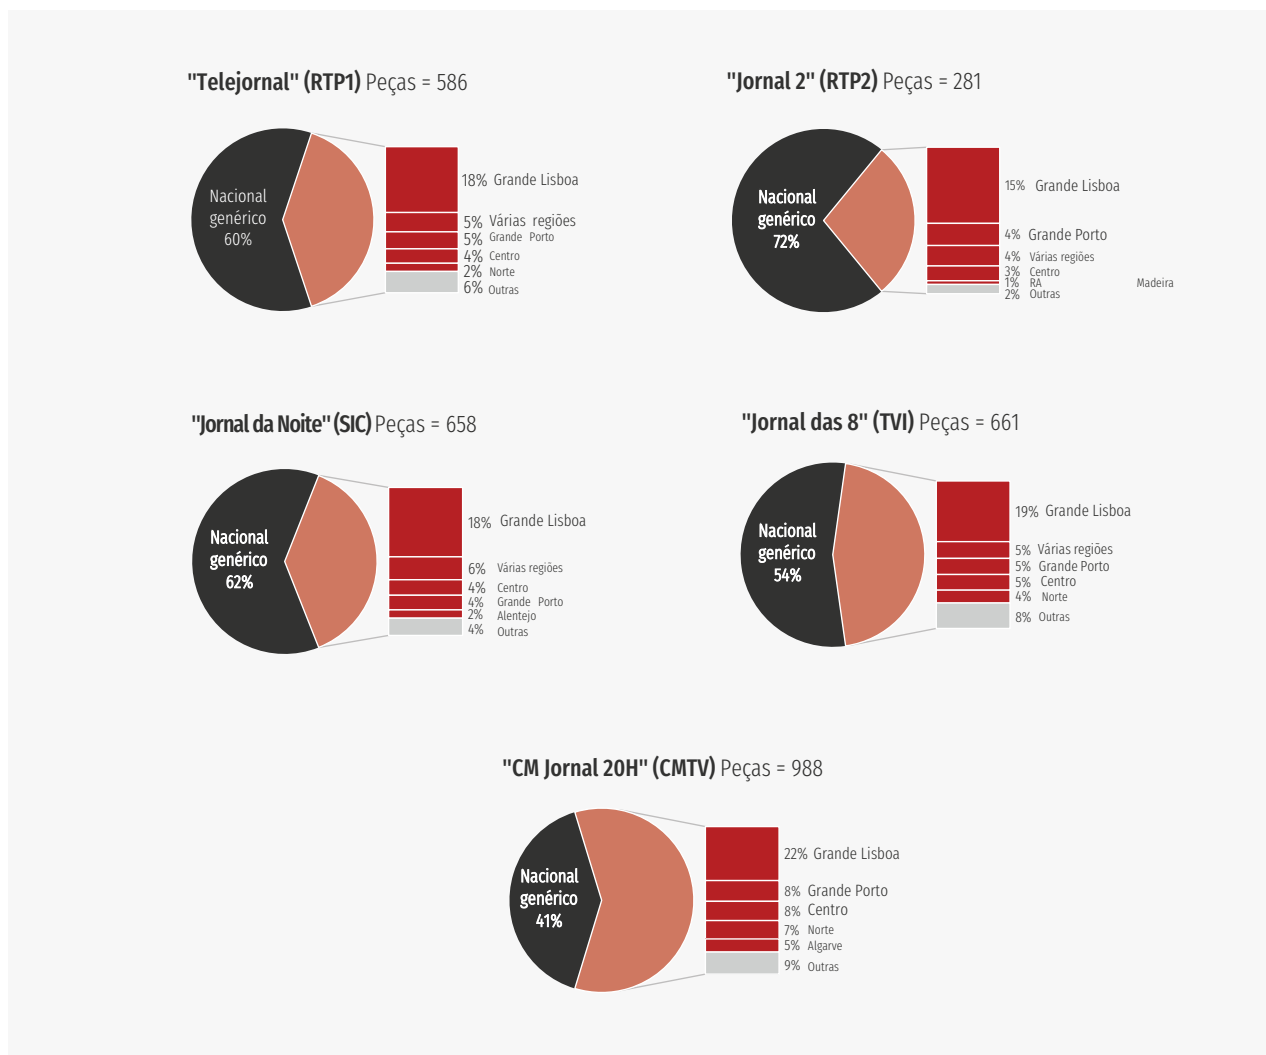 "Telejornal" (RTP1) Peças = 586
Nacional
genérico
60%
18% Grande Lisboa
5% Várias regiões
5% Grande Porto
4% Centro
2% Norte
6% Outras
"Jornal 2" (RTP2) Peças = 281
Nacional
genérico
72%
15% Grande Lisboa
4% Grande Porto
4% Várias regiões
3% Centro
1% RA Madeira
2% Outras
"Jornal da Noite" (SIC) Peças = 658
Nacional
genérico
62%
18% Grande Lisboa
6% Várias regiões
4% Centro
4% Grande Porto
2% Alentejo
4% Outras
"Jornal das 8" (TVI) Peças = 661
Nacional
genérico
54%
19% Grande Lisboa
5% Várias regiões
5% Grande Porto
5% Centro
4% Norte
8% Outras
"CM Jornal 20H" (CMTV) Peças = 988
Nacional
genérico
41%
22% Grande Lisboa
8% Grande Porto
8% Centro
7% Norte
5% Algarve
9% Outras